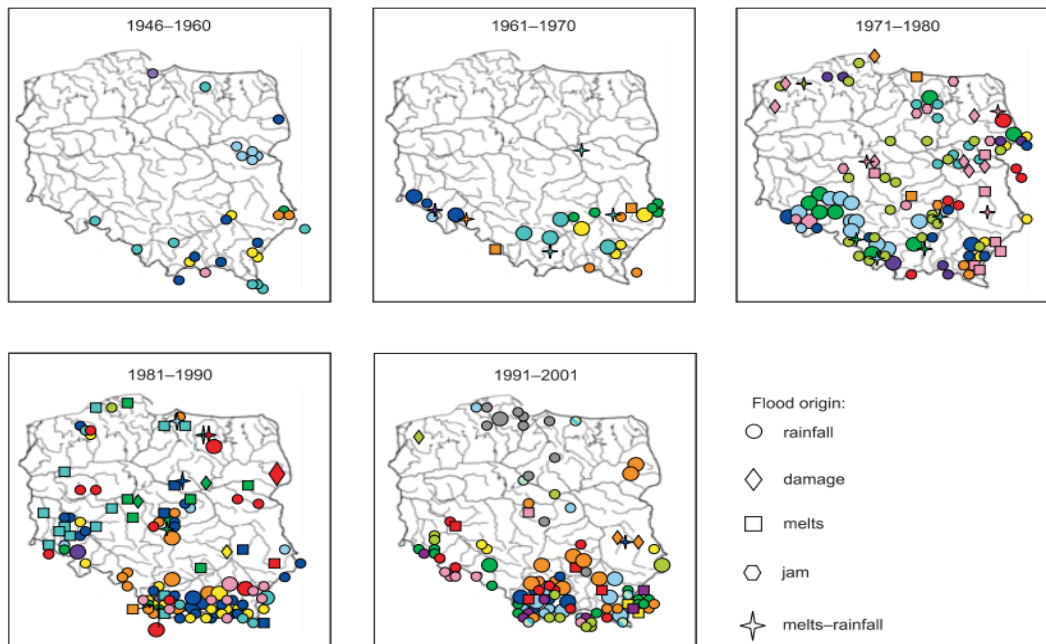 1946–1960
1961–1970
1971–1980
1981–1990
1991–2001
Flood origin:
rainfall
damage
melts
jam
melts–rainfall